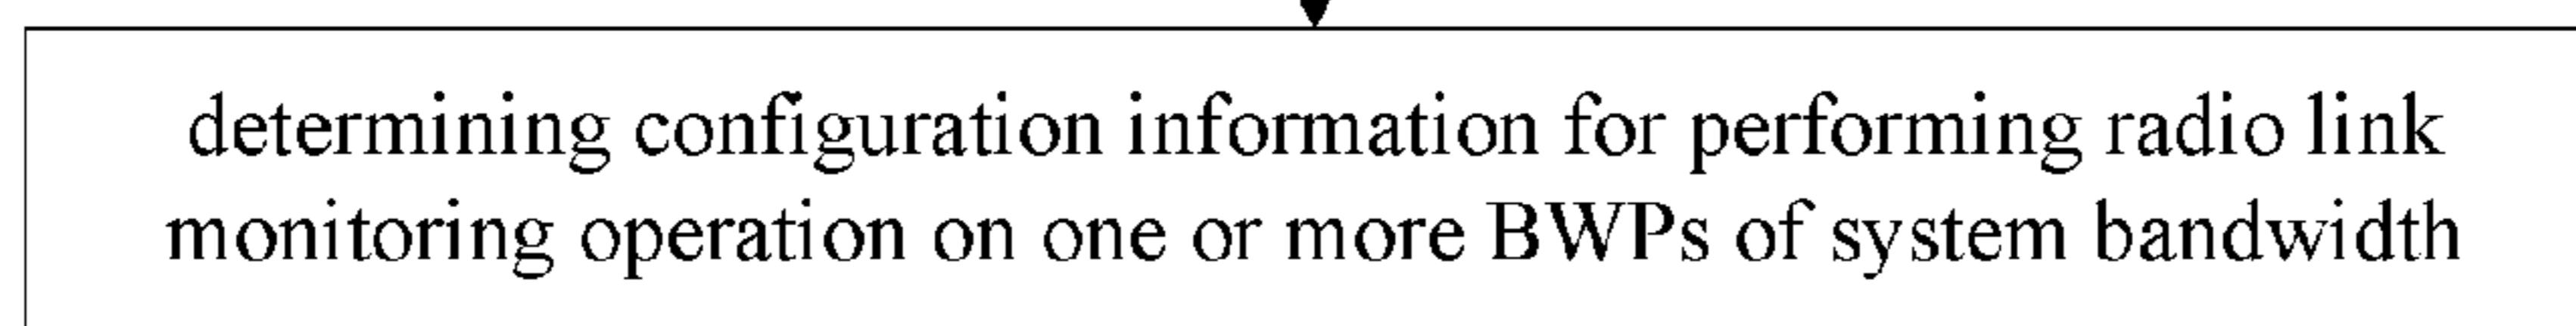 determining configuration information for performing radio link
monitoring operation on one or more BWPs of system bandwidth